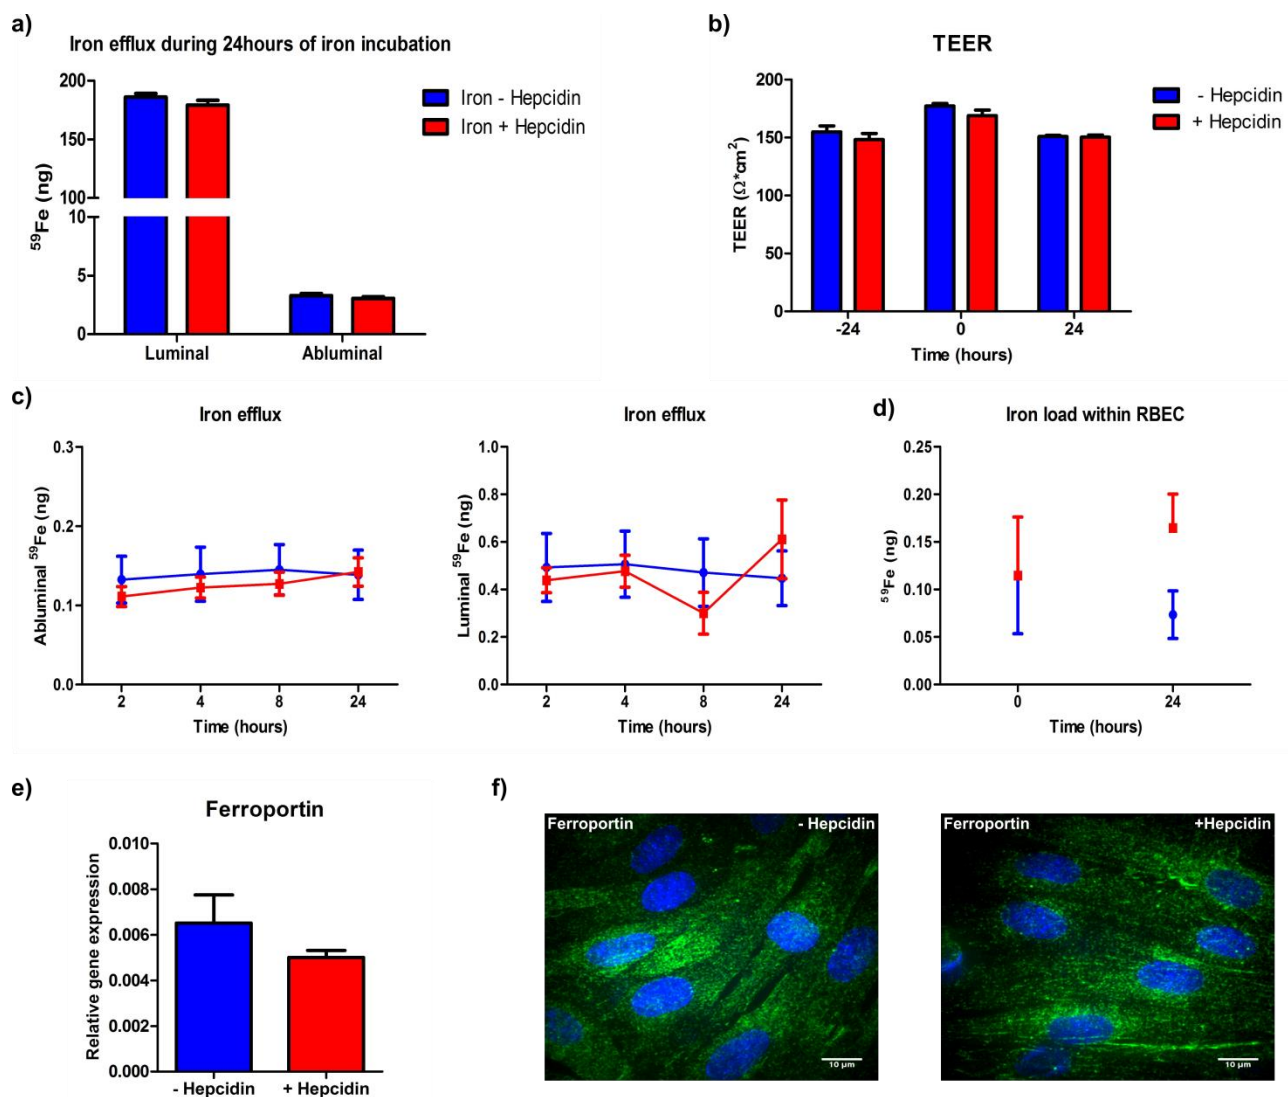 a)
Iron efflux during 24hours of iron incubation
⁵⁹Fe (ng)
200
150
100
10
5
0
Luminal
Abluminal
Iron - Hepcidin
Iron + Hepcidin
b)
TEER
TEER (Ω*cm²)
200
150
100
50
0
-24
0
24
Time (hours)
- Hepcidin
+ Hepcidin
c)
Iron efflux
Abluminal ⁵⁹Fe (ng)
0.3
0.2
0.1
0.0
2
4
8
24
Time (hours)
Iron efflux
Luminal ⁵⁹Fe (ng)
1.0
0.8
0.6
0.4
0.2
0.0
2
4
8
24
Time (hours)
d)
Iron load within RBEC
⁵⁹Fe (ng)
0.25
0.20
0.15
0.10
0.05
0.00
0
24
Time (hours)
e)
Ferroportin
Relative gene expression
0.010
0.008
0.006
0.004
0.002
0.000
- Hepcidin
+ Hepcidin
f)
Ferroportin
- Hepcidin
10 µm
Ferroportin
+Hepcidin
10 µm